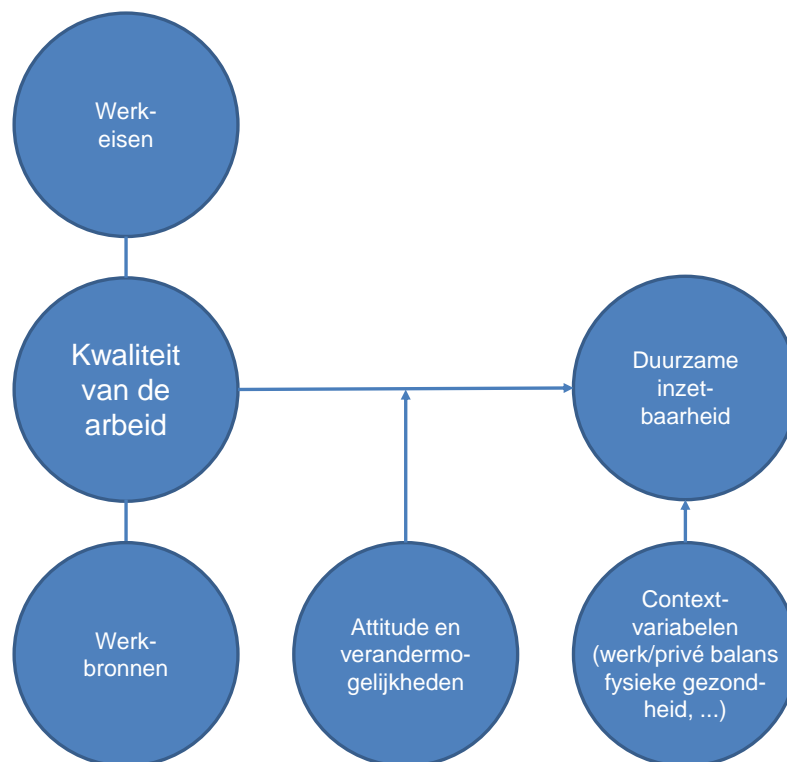 Werk-
eisen
Kwaliteit
van de
arbeid
Duurzame
inzet-
baarheid
Werk-
bronnen
Attitude en
verandermo-
gelijkheden
Context-
variabelen
(werk/privé balans
fysieke gezond-
heid, ...)